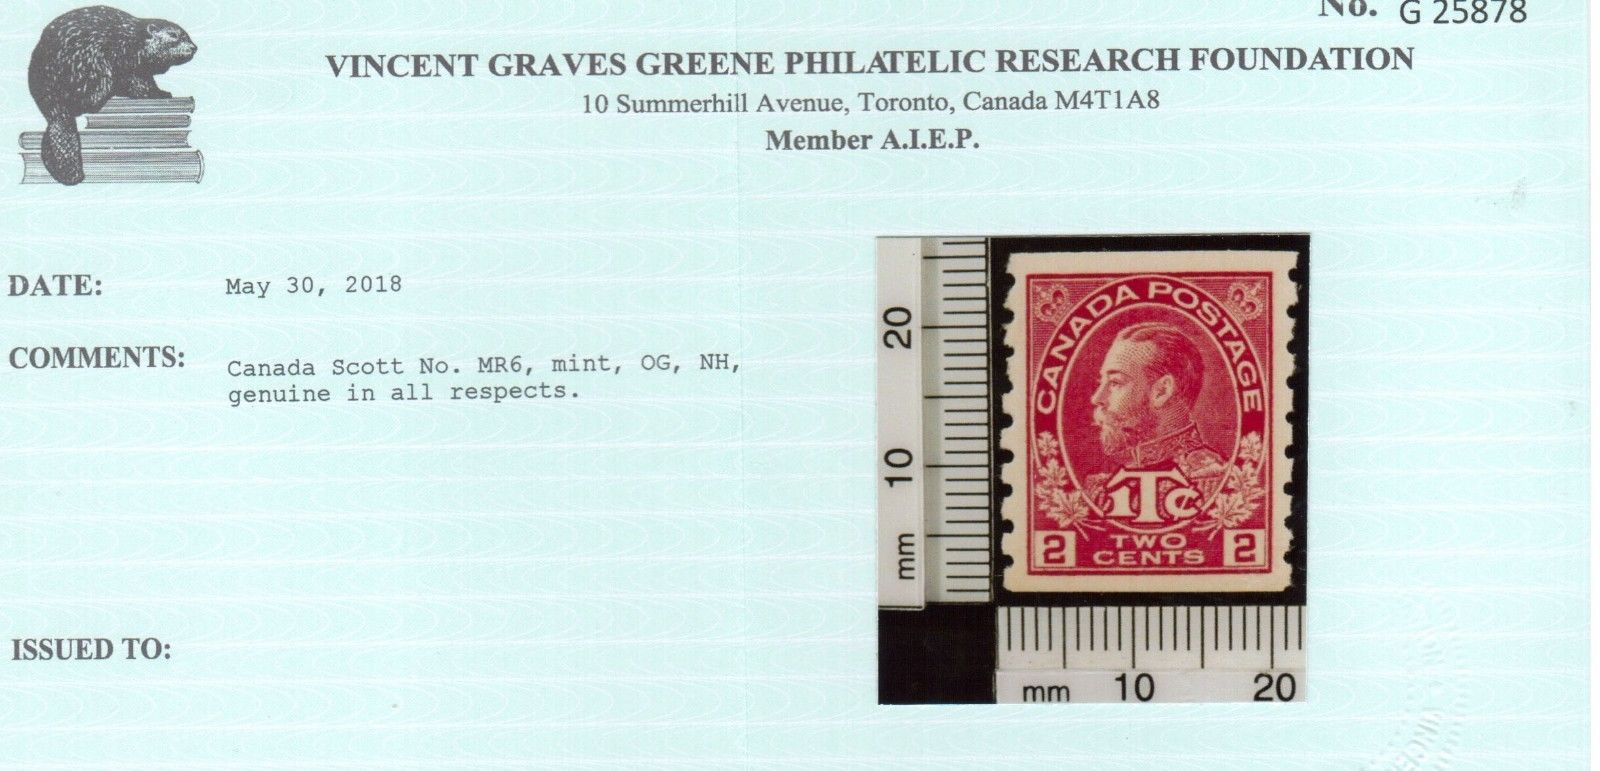 No. G 25878
VINCENT GRAVES GREENE PHILATELIC RESEARCH FOUNDATION
10 Summerhill Avenue, Toronto, Canada M4T1A8
Member A.I.E.P.
DATE: May 30, 2018
COMMENTS: Canada Scott No. MR6, mint, OG, NH,
genuine in all respects.
ISSUED TO:
20
10
mm
CANADA POSTAGE
1Tc
2 TWO CENTS 2
mm 10 20